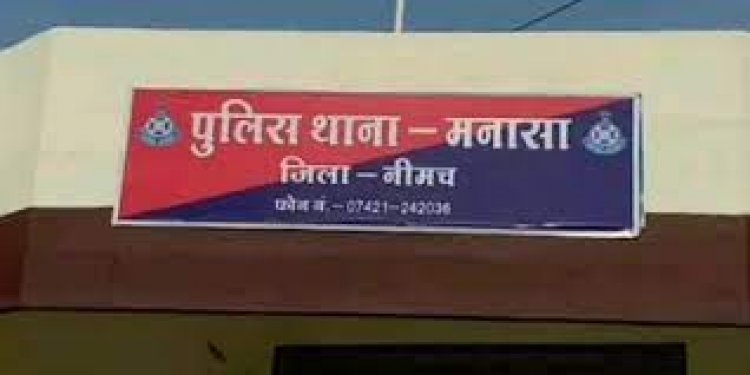 पुलिस थाना – मनासा
जिला – नीमच
फोन नं. – 07421-242036